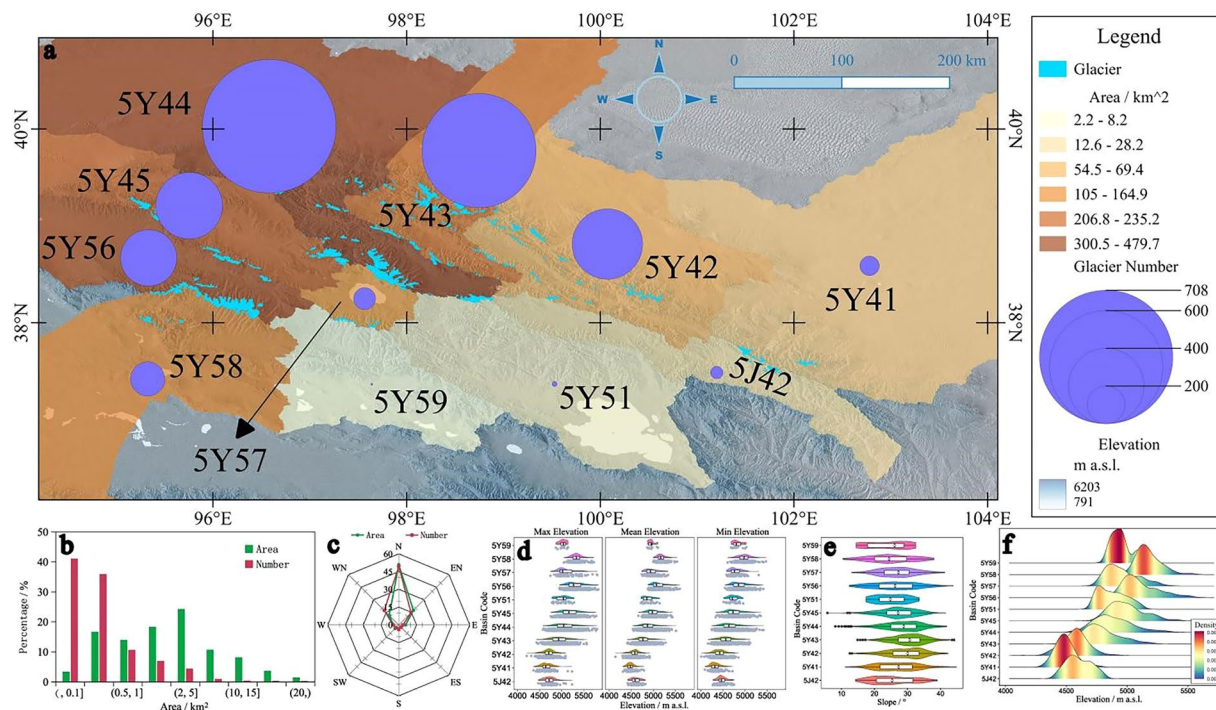 96°E 98°E 100°E 102°E 104°E
a
N
W E
S
0 100 200 km
40°N 40°N
38°N 38°N
5Y44
5Y45
5Y56
5Y43
5Y42
5Y41
5Y58
5Y59
5Y51
5J42
5Y57
96°E 98°E 100°E 102°E 104°E
Legend
Glacier
Area / km^2
2.2 - 8.2
12.6 - 28.2
54.5 - 69.4
105 - 164.9
206.8 - 235.2
300.5 - 479.7
Glacier Number
708
600
400
200
Elevation
m a.s.l.
6203
791
b
Area
Number
Percentage / %
50
40
30
20
10
0
(, 0.1] (0.5, 1] (2, 5] (10, 15] (20,)
Area / km²
c
Area Number
N
EN
E
ES
S
SW
W
WN
60
45
30
15
0
d
Max Elevation Mean Elevation Min Elevation
Basin Code
5Y59
5Y58
5Y57
5Y56
5Y51
5Y45
5Y44
5Y43
5Y42
5Y41
5J42
4000 4500 5000 5500 4000 4500 5000 5500 4000 4500 5000 5500
Elevation / m a.s.l.
e
Basin Code
5Y59
5Y58
5Y57
5Y56
5Y51
5Y45
5Y44
5Y43
5Y42
5Y41
5J42
10 20 30 40
Slope / °
f
Basin Code
5Y59
5Y58
5Y57
5Y56
5Y51
5Y45
5Y44
5Y43
5Y42
5Y41
5J42
4000 4500 5000 5500
Elevation / m a.s.l.
Density